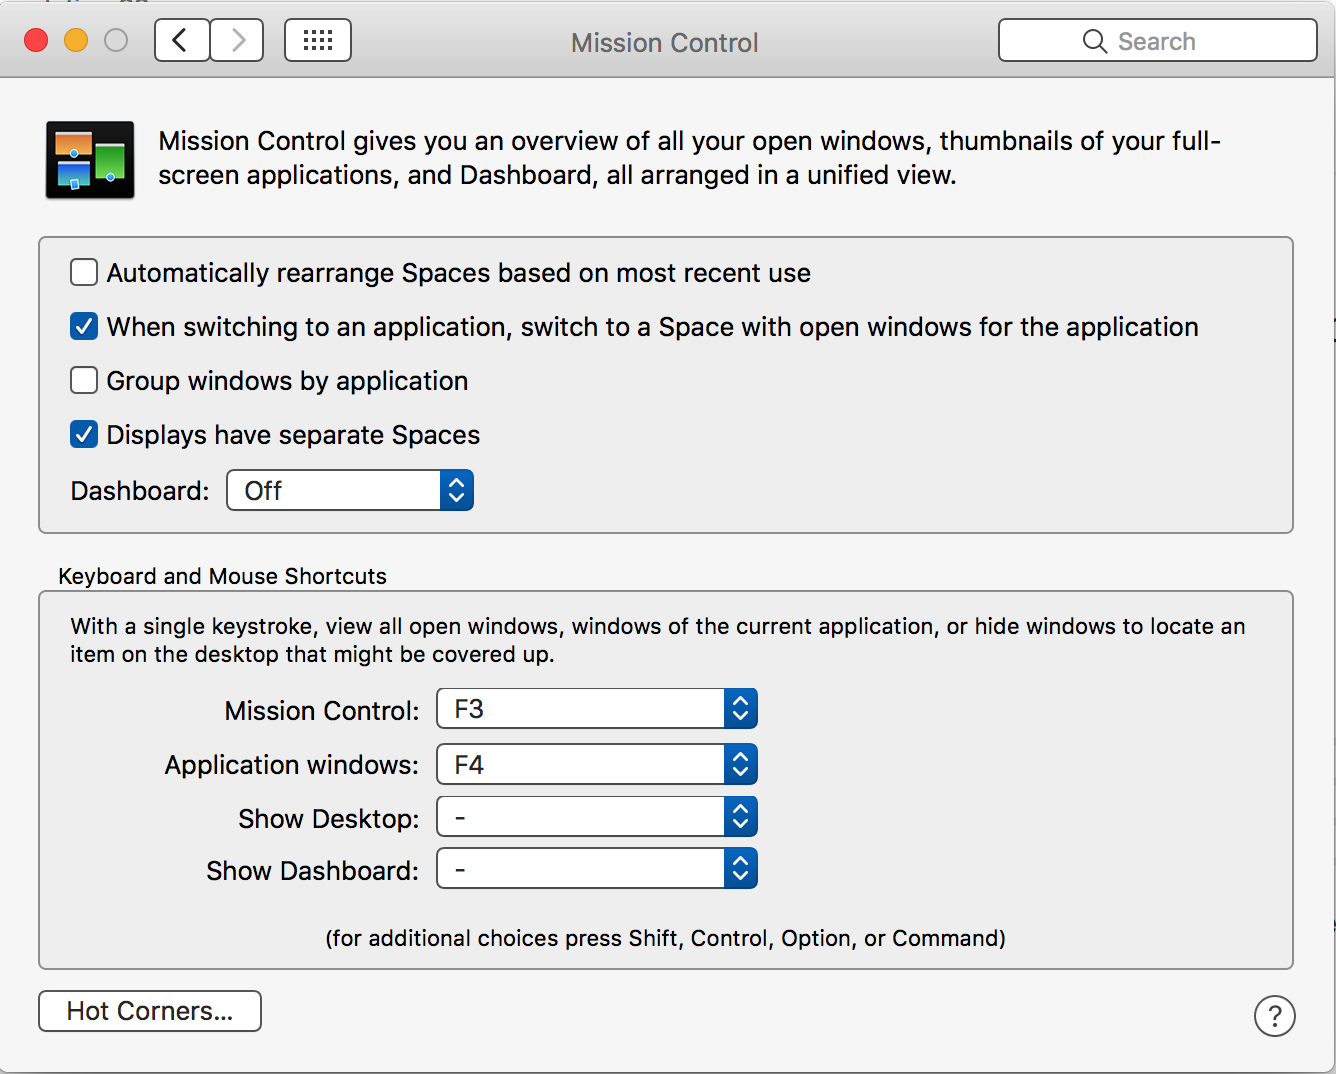 Mission Control
Search
Mission Control gives you an overview of all your open windows, thumbnails of your full-
screen applications, and Dashboard, all arranged in a unified view.
Automatically rearrange Spaces based on most recent use
When switching to an application, switch to a Space with open windows for the application
Group windows by application
Displays have separate Spaces
Dashboard: Off
Keyboard and Mouse Shortcuts
With a single keystroke, view all open windows, windows of the current application, or hide windows to locate an
item on the desktop that might be covered up.
Mission Control: F3
Application windows: F4
Show Desktop: -
Show Dashboard: -
(for additional choices press Shift, Control, Option, or Command)
Hot Corners...
?